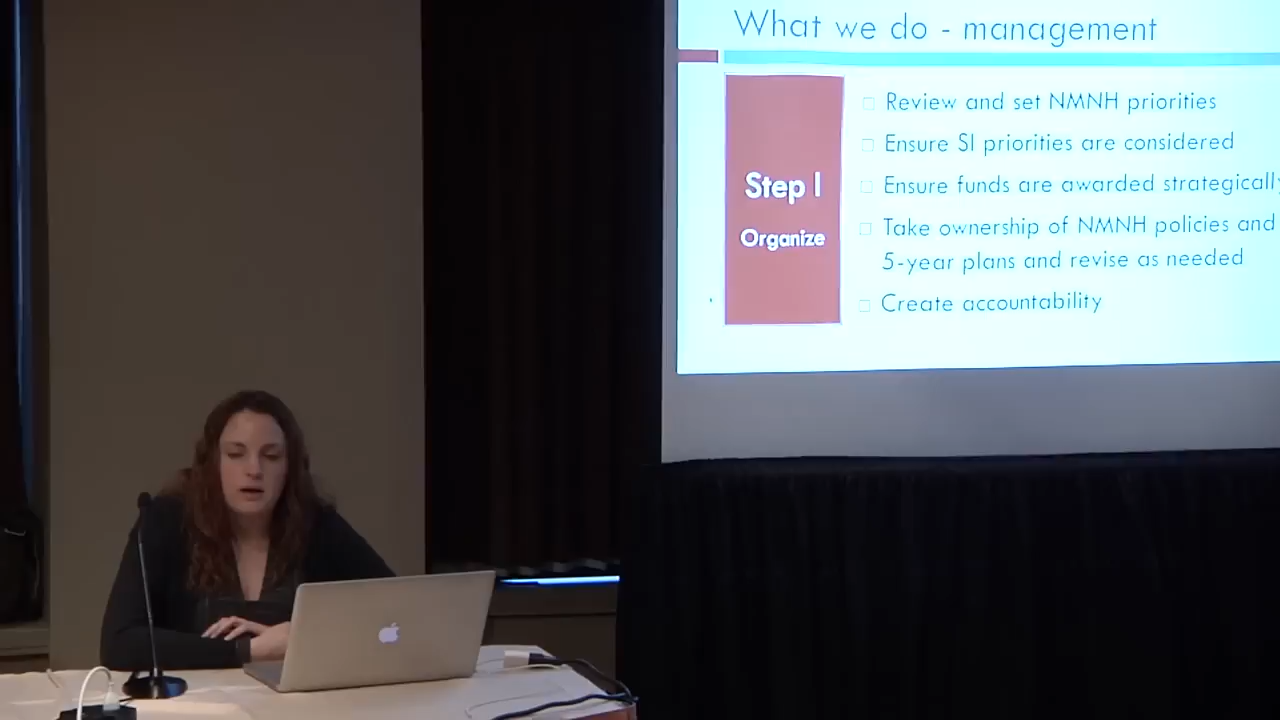 What we do - management
Step 1
Organize
Review and set NMNH priorities
Ensure SI priorities are considered
Ensure funds are awarded strategically
Take ownership of NMNH policies and
5-year plans and revise as needed
Create accountability